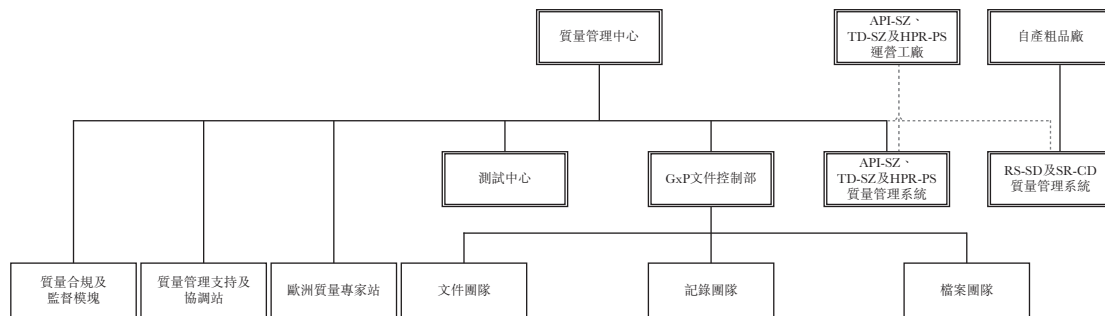 質量管理中心
API-SZ、
TD-SZ及HPR-PS
運營工廠
自產粗品廠
測試中心
GxP文件控制部
API-SZ、
TD-SZ及HPR-PS
質量管理系統
RS-SD及SR-CD
質量管理系統
質量合規及
監督模塊
質量管理支持及
協調站
歐洲質量專家站
文件團隊
記錄團隊
檔案團隊